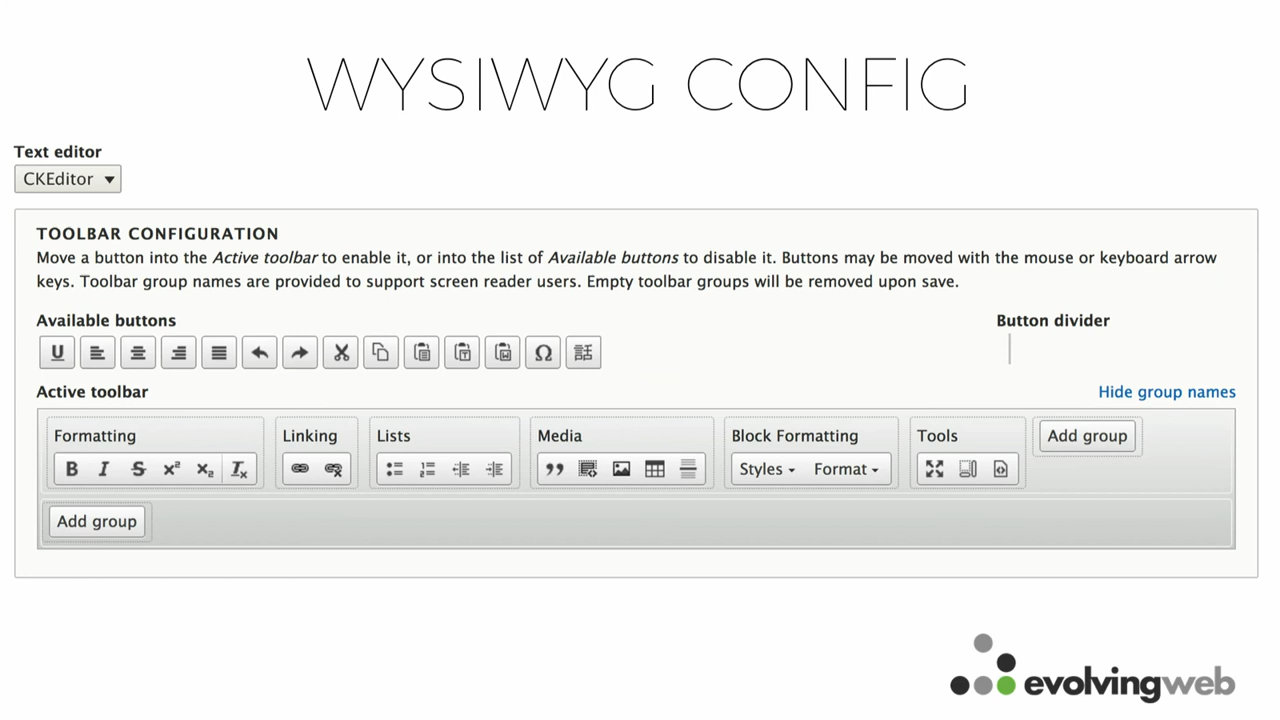 WYSIWYG CONFIG
Text editor
CKEditor
TOOLBAR CONFIGURATION
Move a button into the Active toolbar to enable it, or into the list of Available buttons to disable it. Buttons may be moved with the mouse or keyboard arrow
keys. Toolbar group names are provided to support screen reader users. Empty toolbar groups will be removed upon save.
Available buttons
Button divider
U Ω 話
Active toolbar
Hide group names
Formatting Linking Lists Media Block Formatting Tools Add group
B I S x² x₂ Ix Styles Format
Add group
evolvingweb